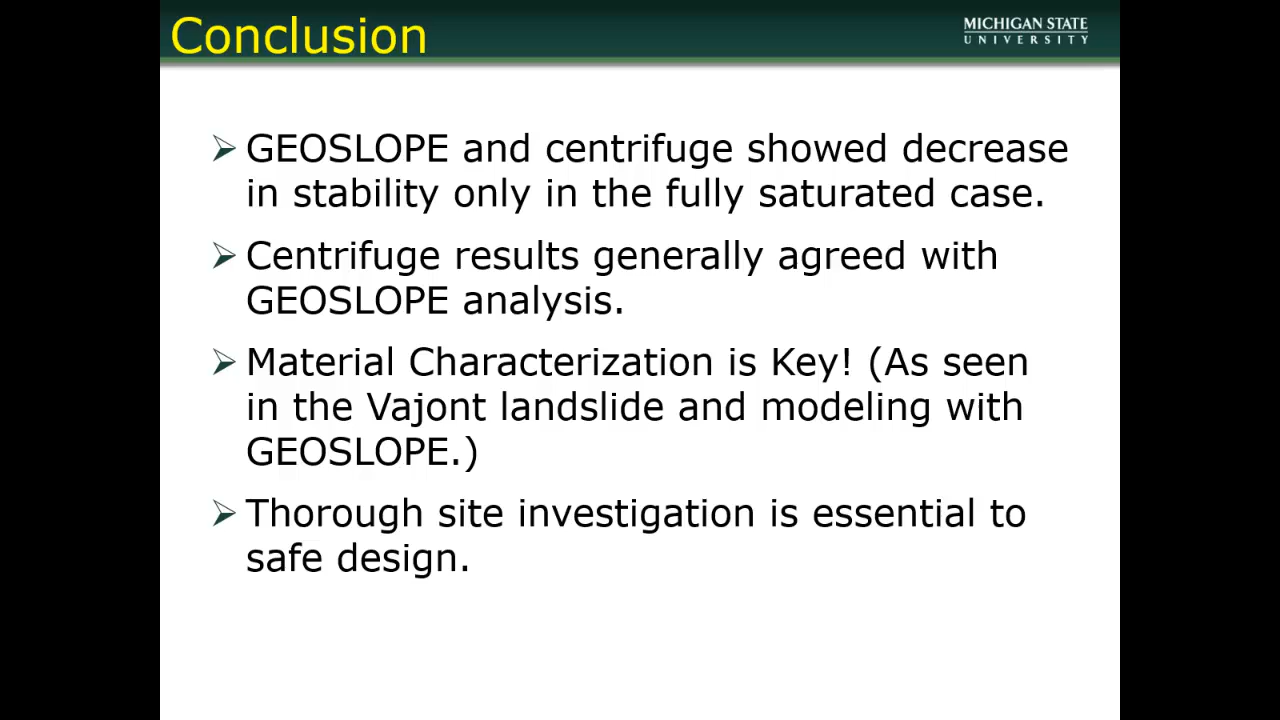 Conclusion
MICHIGAN STATE
UNIVERSITY
GEOSLOPE and centrifuge showed decrease
in stability only in the fully saturated case.
Centrifuge results generally agreed with
GEOSLOPE analysis.
Material Characterization is Key! (As seen
in the Vajont landslide and modeling with
GEOSLOPE.)
Thorough site investigation is essential to
safe design.